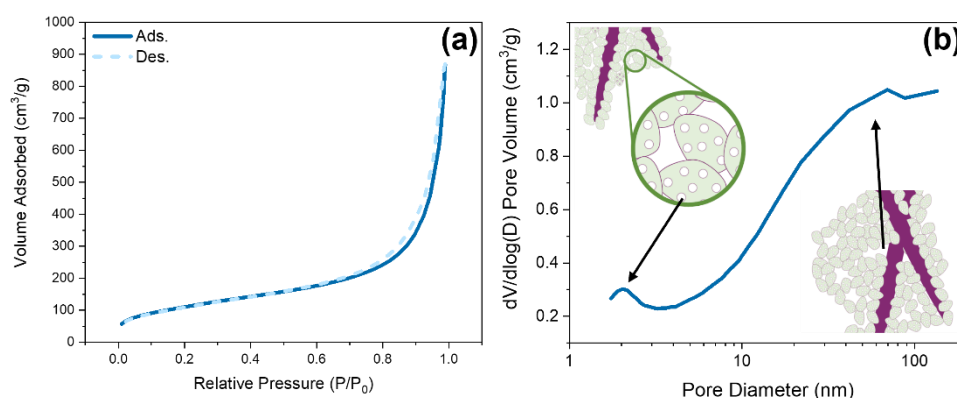 (a)
Ads.
Des.
Volume Adsorbed (cm³/g)
1000
900
800
700
600
500
400
300
200
100
0
0.0 0.2 0.4 0.6 0.8 1.0
Relative Pressure (P/P₀)
(b)
dV/dlog(D) Pore Volume (cm³/g)
1.2
1.0
0.8
0.6
0.4
0.2
1 10 100
Pore Diameter (nm)